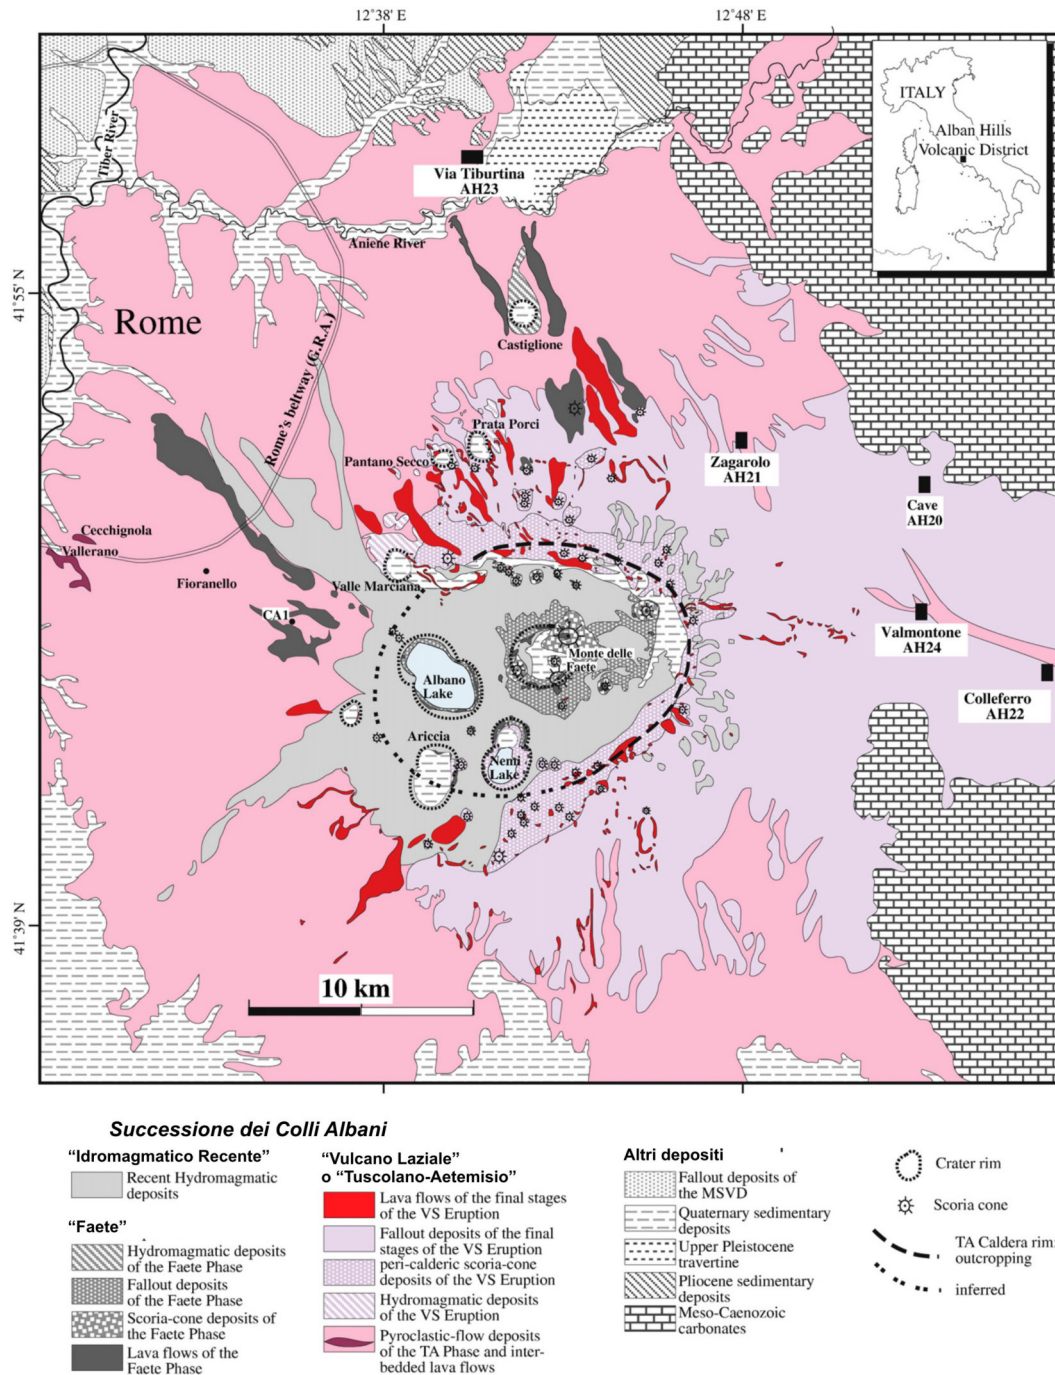 12°38' E
12°48' E
41°55' N
41°39' N
ITALY
Alban Hills
Volcanic District
Tiber River
Via Tiburtina
AH23
Aniene River
Rome
Rome's beltway (G.R.A.)
Castiglione
Prata Porci
Pantano Secco
Zagarolo
AH21
Cave
AH20
Cecchignola
Vallerano
Fioranello
Valle Marciana
CA1
Valmontone
AH24
Monte delle
Faete
Albano
Lake
Colleferro
AH22
Ariccia
Nemi
Lake
10 km
Successione dei Colli Albani
“Idromagmatico Recente”
Recent Hydromagmatic
deposits
“Faete”
Hydromagmatic deposits
of the Faete Phase
Fallout deposits
of the Faete Phase
Scoria-cone deposits of
the Faete Phase
Lava flows of the
Faete Phase
“Vulcano Laziale”
o “Tuscolano-Aetemisio”
Lava flows of the final stages
of the VS Eruption
Fallout deposits of the final
stages of the VS Eruption
peri-calderic scoria-cone
deposits of the VS Eruption
Hydromagmatic deposits
of the VS Eruption
Pyroclastic-flow deposits
of the TA Phase and inter-
bedded lava flows
Altri depositi
Fallout deposits of
the MSVD
Quaternary sedimentary
deposits
Upper Pleistocene
travertine
Pliocene sedimentary
deposits
Meso-Caenozoic
carbonates
Crater rim
Scoria cone
TA Caldera rim:
outcropping
inferred